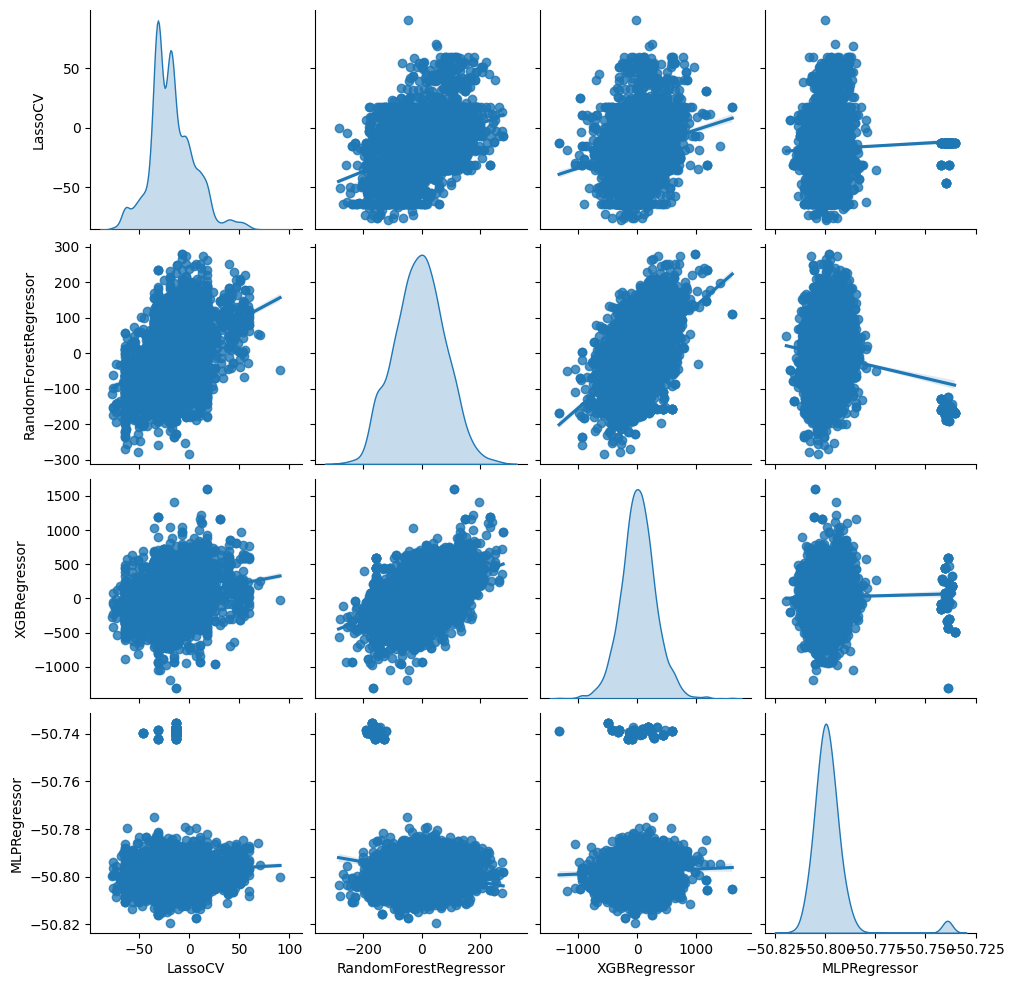 LassoCV
50
0
−50
RandomForestRegressor
300
200
100
0
−100
−200
−300
XGBRegressor
1500
1000
500
0
−500
−1000
MLPRegressor
−50.74
−50.76
−50.78
−50.80
−50.82
−50 0 50 100
−200 0 200
−1000 0 1000
−50.825 −50.800 −50.775 −50.750 −50.725
LassoCV
RandomForestRegressor
XGBRegressor
MLPRegressor